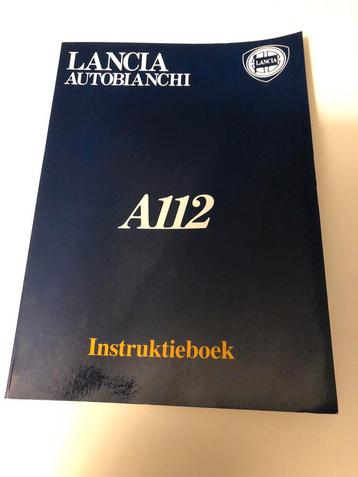 LANCIA
AUTOBIANCHI
LANCIA
A112
Instruktieboek